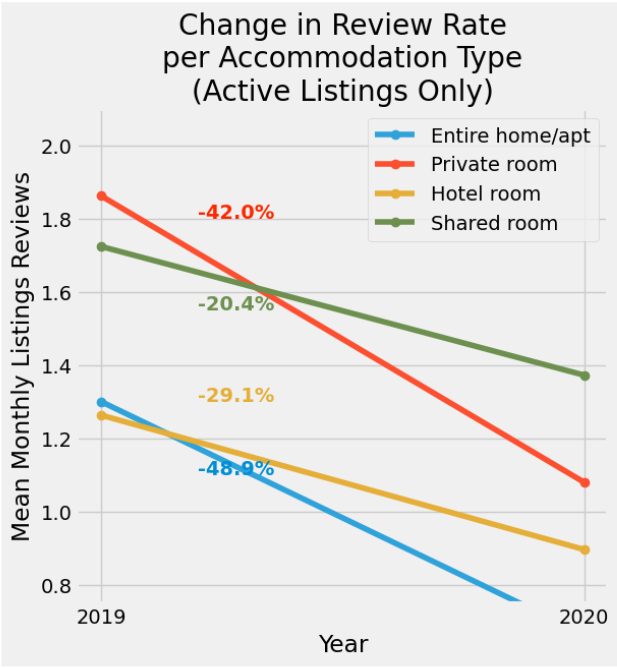 Change in Review Rate
per Accommodation Type
(Active Listings Only)
Entire home/apt
Private room
Hotel room
Shared room
Mean Monthly Listings Reviews
2.0
1.8
1.6
1.4
1.2
1.0
0.8
-42.0%
-20.4%
-29.1%
-48.9%
2019
2020
Year